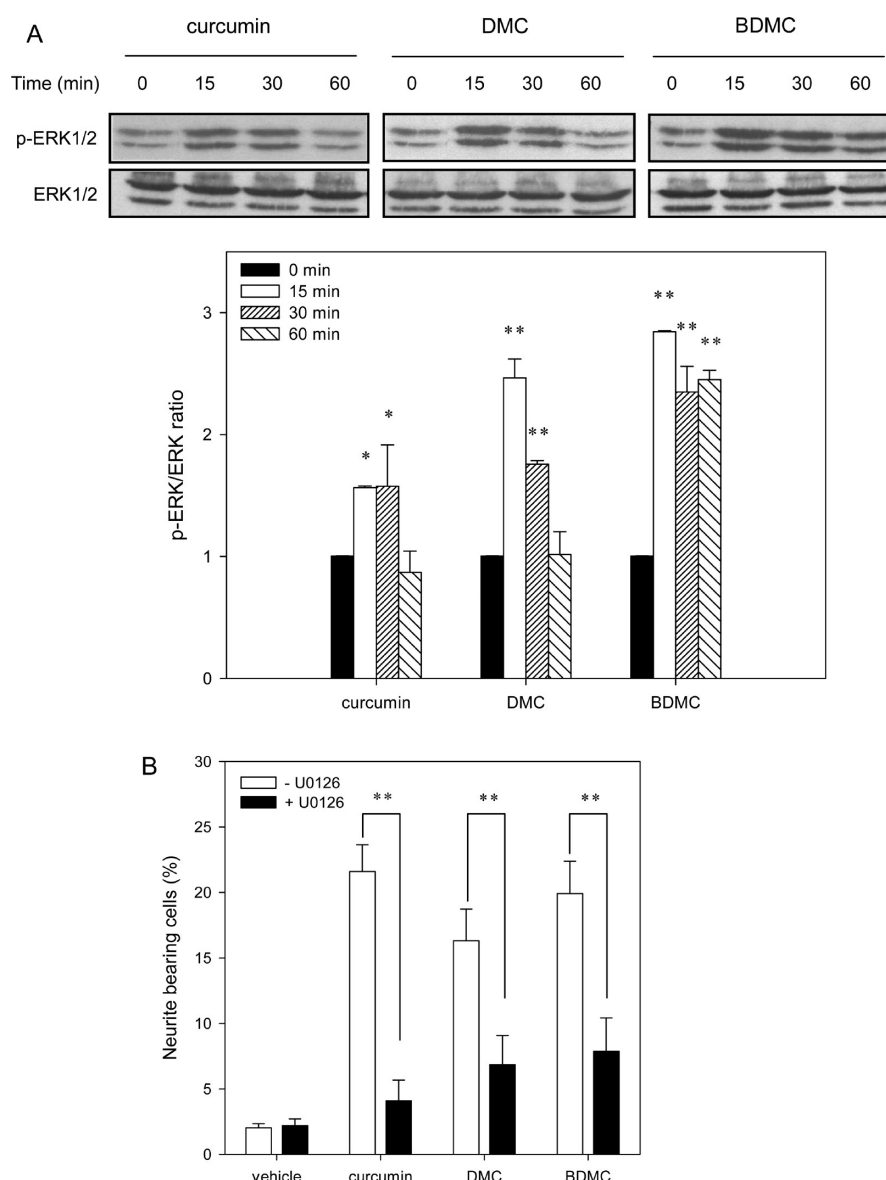 A
curcumin DMC BDMC
Time (min) 0 15 30 60 0 15 30 60 0 15 30 60
p-ERK1/2
ERK1/2
0 min
15 min
30 min
60 min
3
2
1
0
p-ERK/ERK ratio
* * ** ** ** ** **
curcumin DMC BDMC
B
- U0126
+ U0126
30
25
20
15
10
5
0
Neurite bearing cells (%)
** ** **
vehicle curcumin DMC BDMC